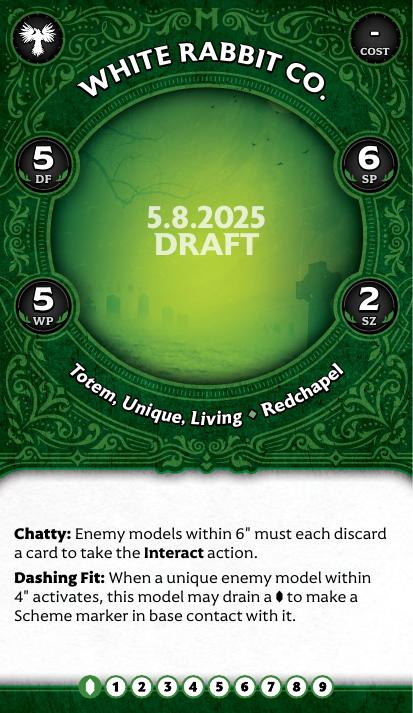 -
COST
WHITE RABBIT CO.
5
DF
6
SP
5.8.2025
DRAFT
5
WP
2
SZ
Totem, Unique, Living ⬧ Redchapel
Chatty: Enemy models within 6" must each discard
a card to take the Interact action.
Dashing Fit: When a unique enemy model within
4" activates, this model may drain a ⬮ to make a
Scheme marker in base contact with it.
1 2 3 4 5 6 7 8 9